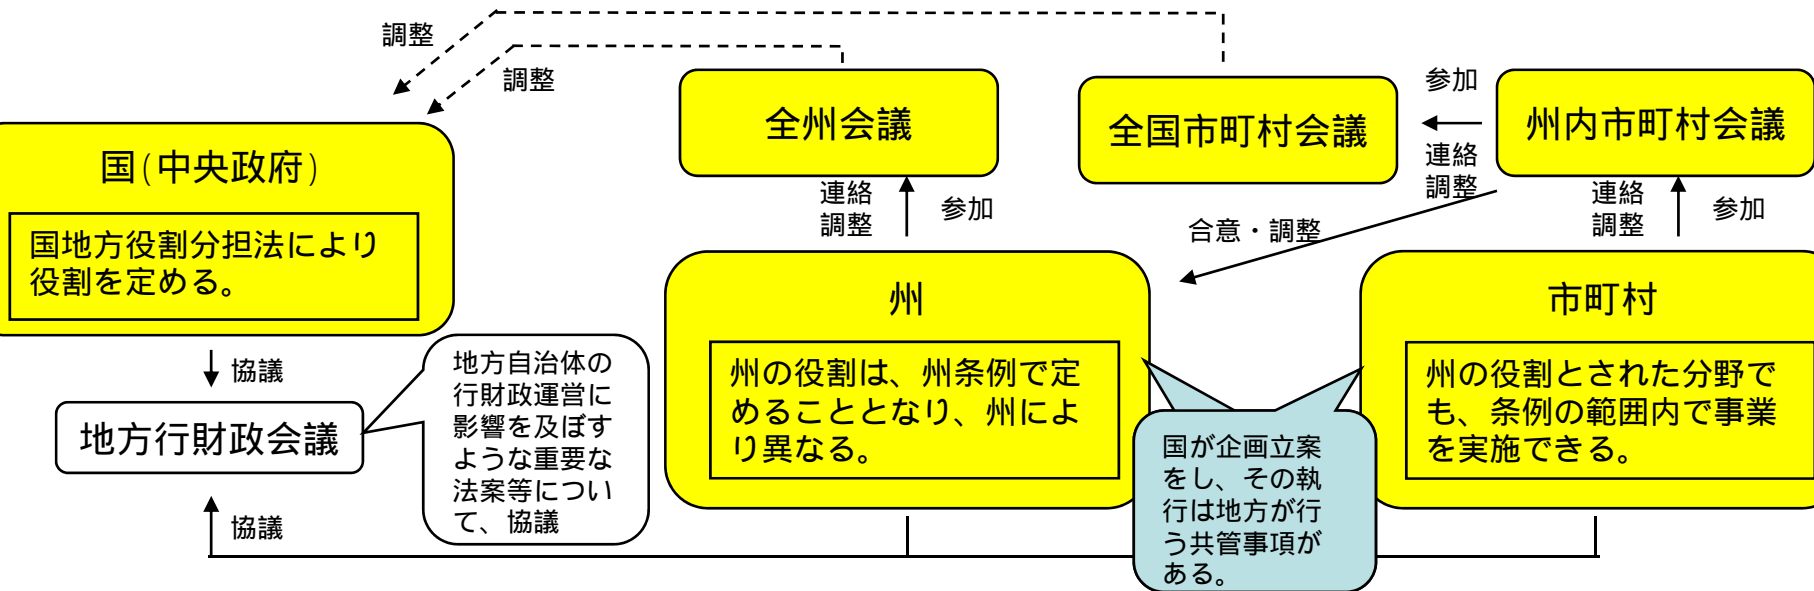 調整
調整
全州会議
全国市町村会議
参加
連絡
調整
州内市町村会議
国(中央政府)
国地方役割分担法により
役割を定める。
連絡
調整
参加
合意・調整
連絡
調整
参加
州
州の役割は、州条例で定
めることとなり、州によ
り異なる。
市町村
州の役割とされた分野で
も、条例の範囲内で事業
を実施できる。
協議
地方行財政会議
地方自治体の
行財政運営に
影響を及ぼす
ような重要な
法案等につい
て、協議
国が企画立案
をし、その執
行は地方が行
う共管事項が
ある。
協議